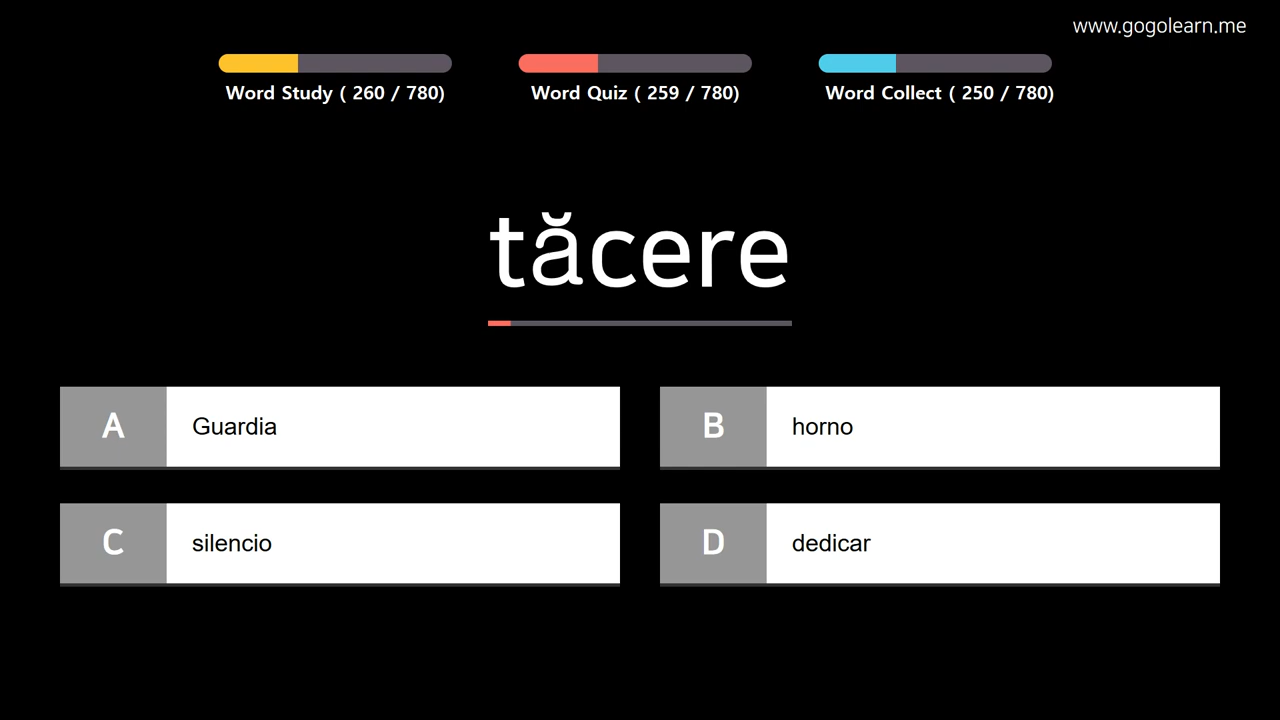 www.gogolearn.me
Word Study ( 260 / 780)
Word Quiz ( 259 / 780)
Word Collect ( 250 / 780)
tăcere
A Guardia
B horno
C silencio
D dedicar